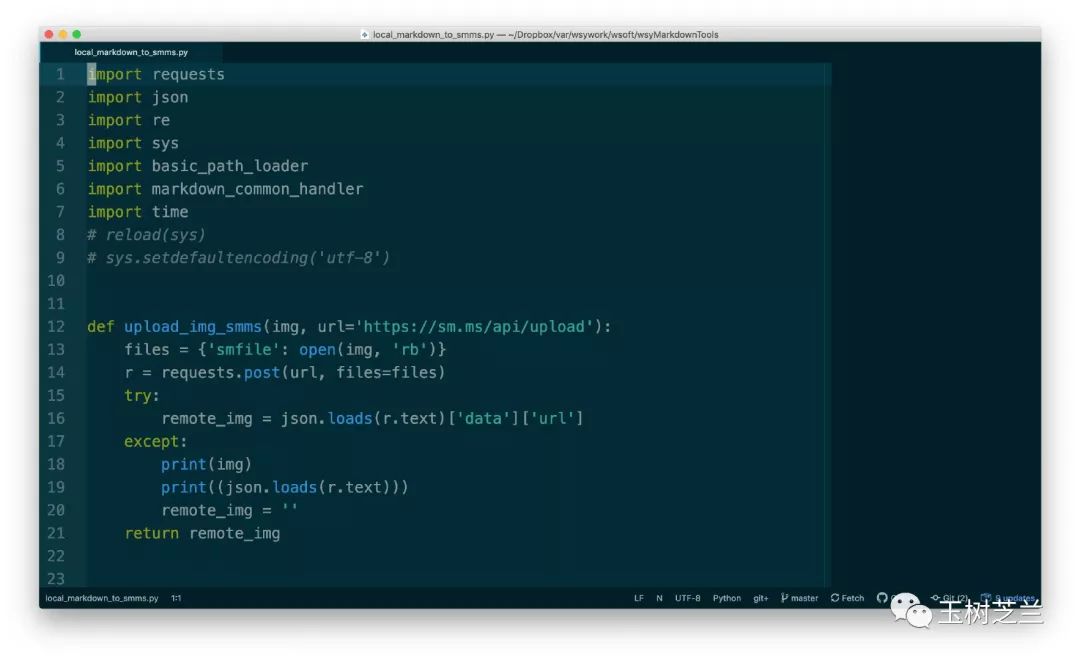 local_markdown_to_smms.py — ~/Dropbox/var/wsywork/wsoft/wsyMarkdownTools
local_markdown_to_smms.py
1 import requests
2 import json
3 import re
4 import sys
5 import basic_path_loader
6 import markdown_common_handler
7 import time
8 # reload(sys)
9 # sys.setdefaultencoding('utf-8')
10
11
12 def upload_img_smms(img, url='https://sm.ms/api/upload'):
13     files = {'smfile': open(img, 'rb')}
14     r = requests.post(url, files=files)
15     try:
16         remote_img = json.loads(r.text)['data']['url']
17     except:
18         print(img)
19         print((json.loads(r.text)))
20         remote_img = ''
21     return remote_img
22
23
local_markdown_to_smms.py 1:1 LF N UTF-8 Python git+ master Fetch Git (2) updates
玉树芝兰